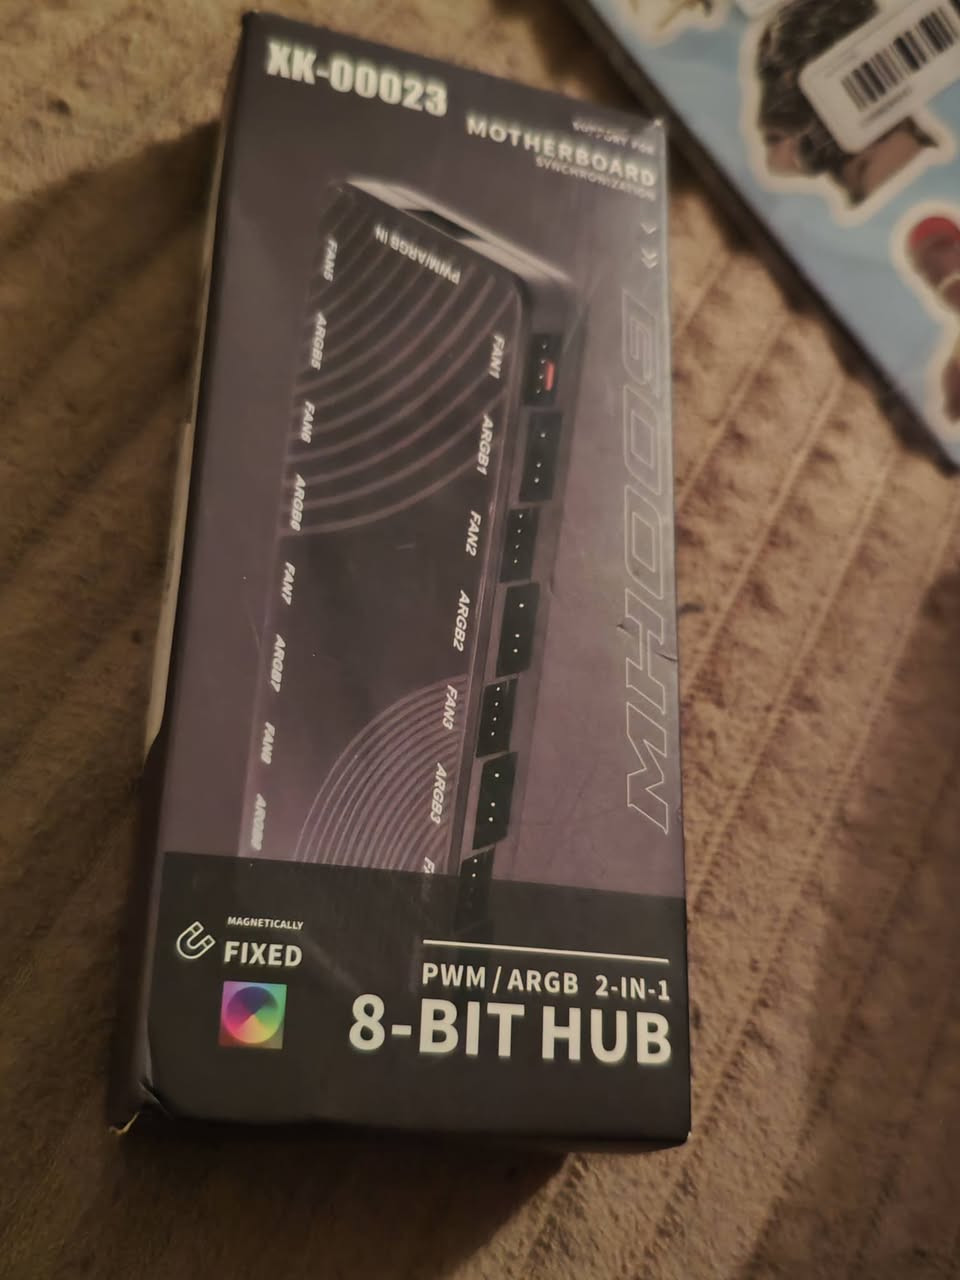 XK-00023
SUPPORT FOR
MOTHERBOARD
SYNCHRONIZATION
PWM/ARGB IN
FAN5
ARGB5
FAN6
ARGB6
FAN7
ARGB7
FAN8
ARGB8
FAN1
ARGB1
FAN2
ARGB2
FAN3
ARGB3
MAGNETICALLY
FIXED
PWM / ARGB 2-IN-1
8-BIT HUB